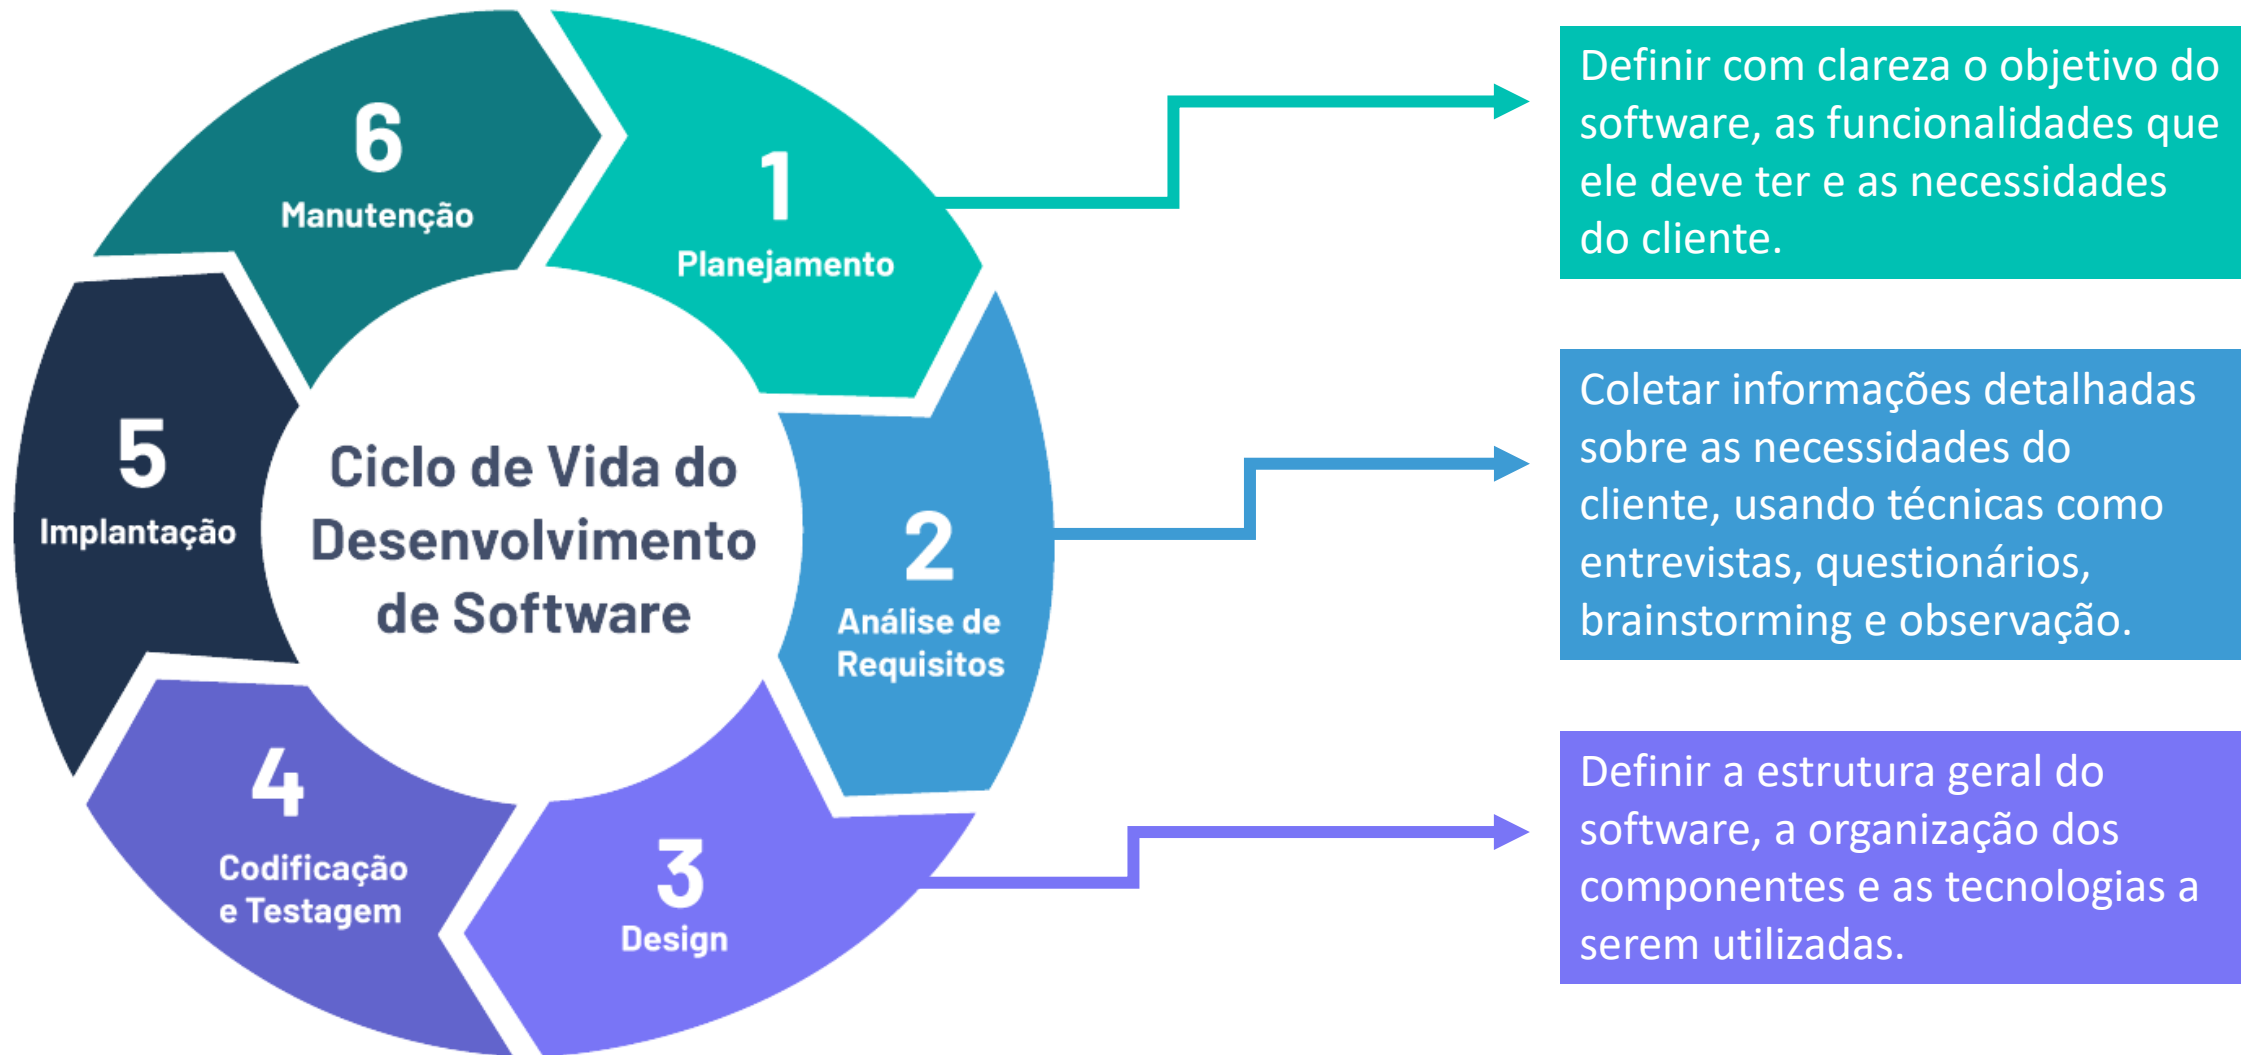 1
Planejamento
2
Análise de
Requisitos
3
Design
4
Codificação
e Testagem
5
Implantação
6
Manutenção
Ciclo de Vida do
Desenvolvimento
de Software
Definir com clareza o objetivo do
software, as funcionalidades que
ele deve ter e as necessidades
do cliente.
Coletar informações detalhadas
sobre as necessidades do
cliente, usando técnicas como
entrevistas, questionários,
brainstorming e observação.
Definir a estrutura geral do
software, a organização dos
componentes e as tecnologias a
serem utilizadas.